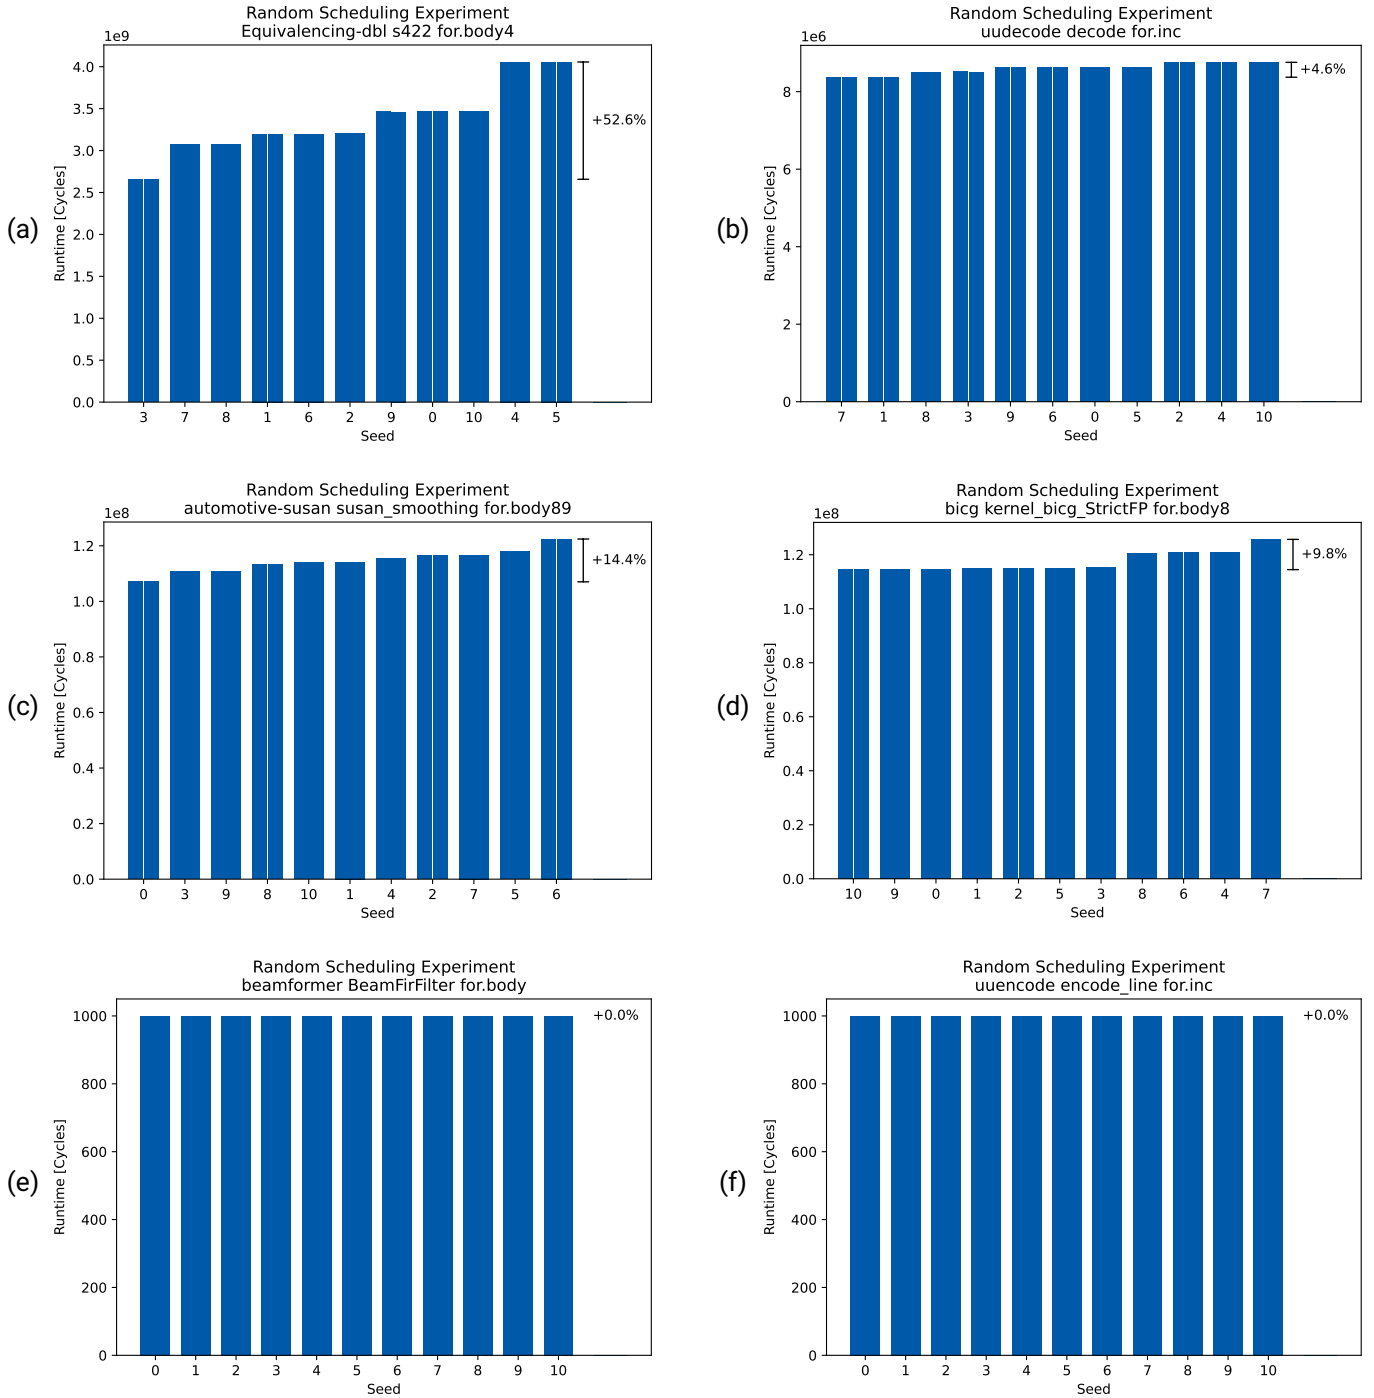 Random Scheduling Experiment
Equivalencing-dbl s422 for.body4
1e9
4.0
3.5
3.0
2.5
2.0
1.5
1.0
0.5
0.0
Runtime [Cycles]
+52.6%
3 7 8 1 6 2 9 0 10 4 5
Seed
(a)
Random Scheduling Experiment
uudecode decode for.inc
1e6
8
6
4
2
0
Runtime [Cycles]
+4.6%
7 1 8 3 9 6 0 5 2 4 10
Seed
(b)
Random Scheduling Experiment
automotive-susan susan_smoothing for.body89
1e8
1.2
1.0
0.8
0.6
0.4
0.2
0.0
Runtime [Cycles]
+14.4%
0 3 9 8 10 1 4 2 7 5 6
Seed
(c)
Random Scheduling Experiment
bicg kernel_bicg_StrictFP for.body8
1e8
1.2
1.0
0.8
0.6
0.4
0.2
0.0
Runtime [Cycles]
+9.8%
10 9 0 1 2 5 3 8 6 4 7
Seed
(d)
Random Scheduling Experiment
beamformer BeamFirFilter for.body
1000
800
600
400
200
0
Runtime [Cycles]
+0.0%
0 1 2 3 4 5 6 7 8 9 10
Seed
(e)
Random Scheduling Experiment
uuencode encode_line for.inc
1000
800
600
400
200
0
Runtime [Cycles]
+0.0%
0 1 2 3 4 5 6 7 8 9 10
Seed
(f)